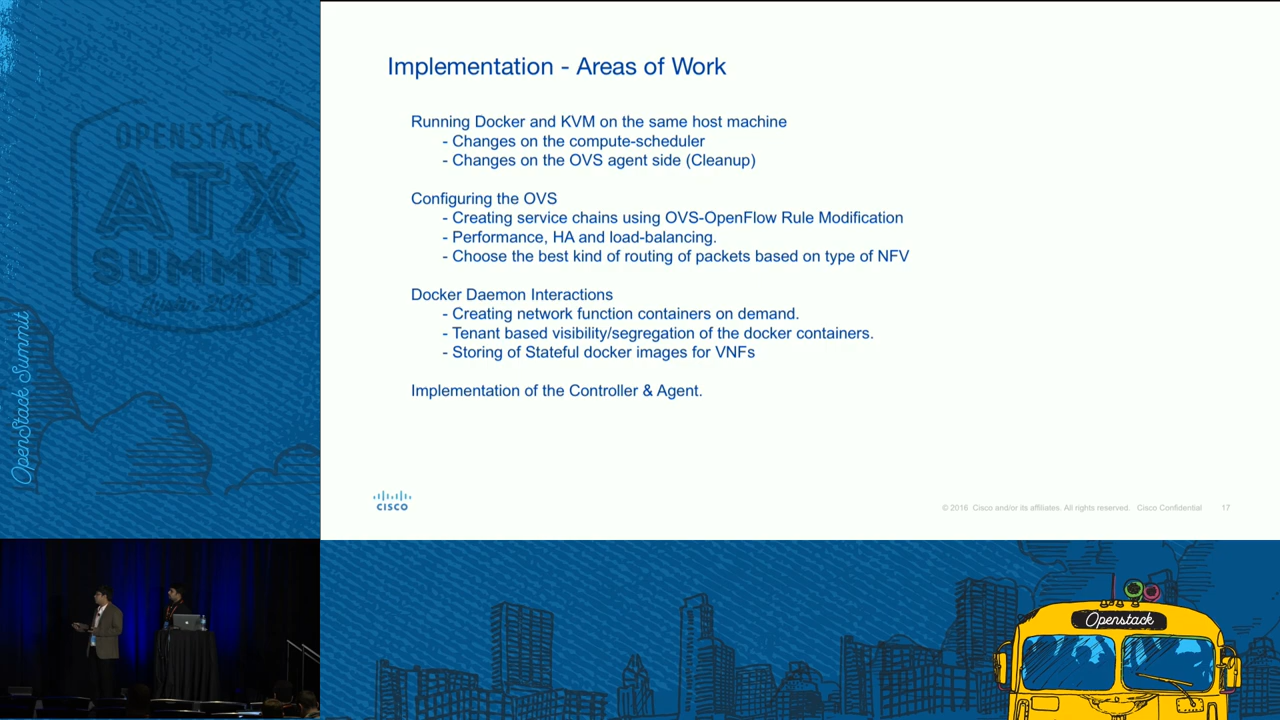 OPENSTACK
ATX
SUMMIT
Austin 2016
OpenStack Summit
Implementation - Areas of Work
Running Docker and KVM on the same host machine
- Changes on the compute-scheduler
- Changes on the OVS agent side (Cleanup)
Configuring the OVS
- Creating service chains using OVS-OpenFlow Rule Modification
- Performance, HA and load-balancing.
- Choose the best kind of routing of packets based on type of NFV
Docker Daemon Interactions
- Creating network function containers on demand.
- Tenant based visibility/segregation of the docker containers.
- Storing of Stateful docker images for VNFs
Implementation of the Controller & Agent.
CISCO
© 2016 Cisco and/or its affiliates. All rights reserved. Cisco Confidential 17
Openstack